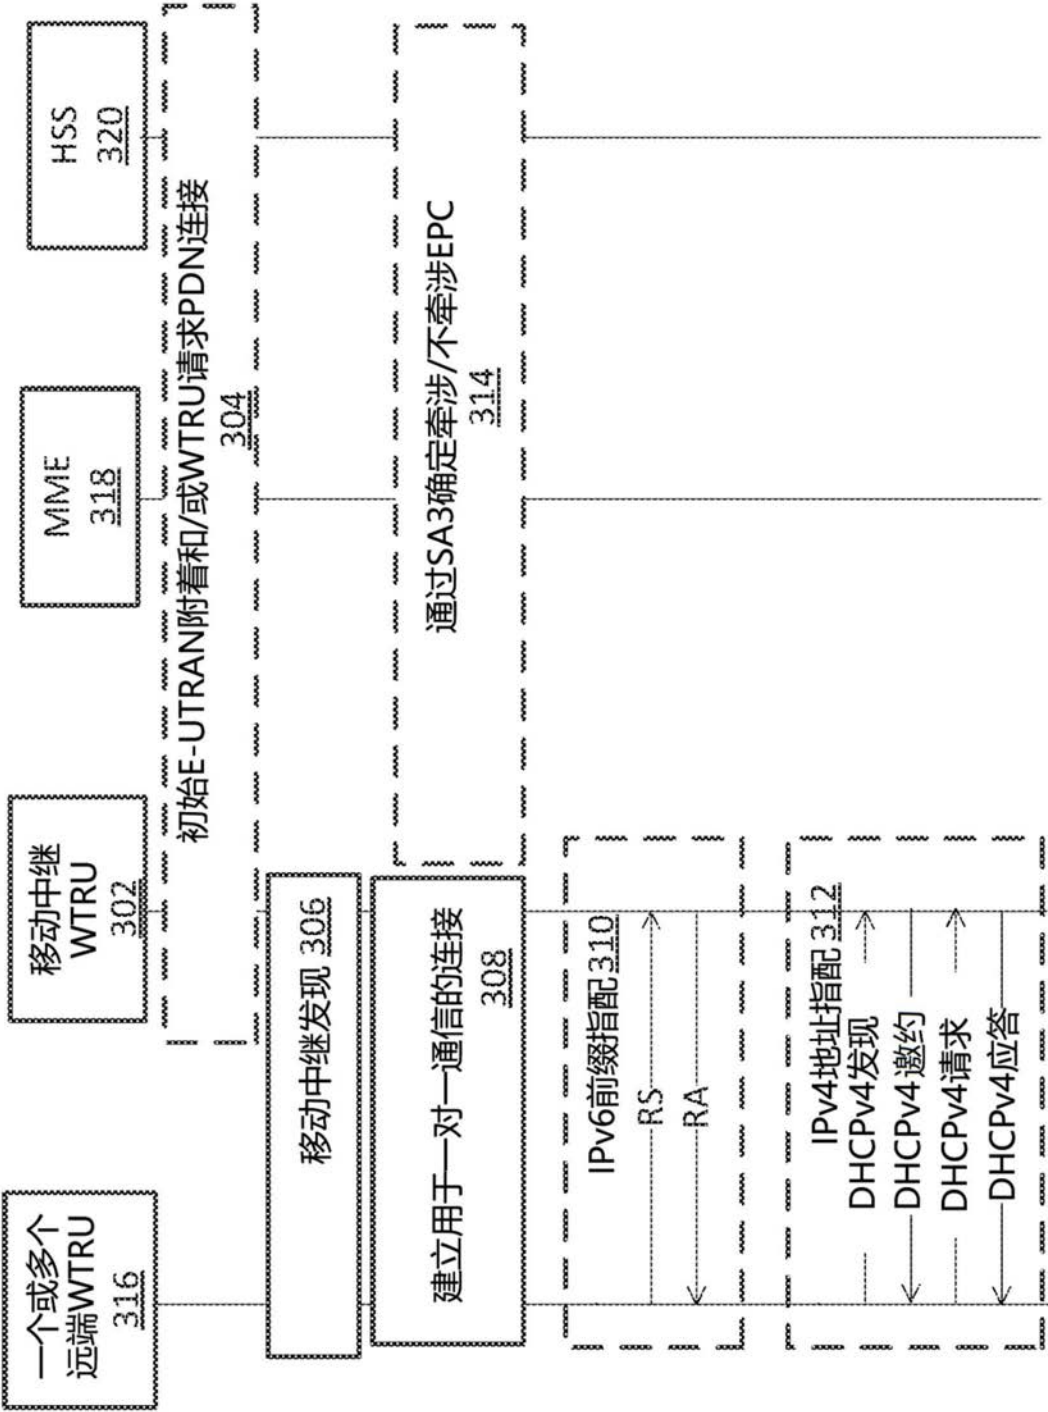 一个或多个
远端WTRU
316
移动中继
WTRU
302
MME
318
HSS
320
初始E-UTRAN附着和/或WTRU请求PDN连接
304
移动中继发现 306
建立用于一对一通信的连接
308
通过SA3确定牵涉/不牵涉EPC
314
IPv6前缀指配 310
RS
RA
IPv4地址指配 312
DHCPv4发现
DHCPv4邀约
DHCPv4请求
DHCPv4应答